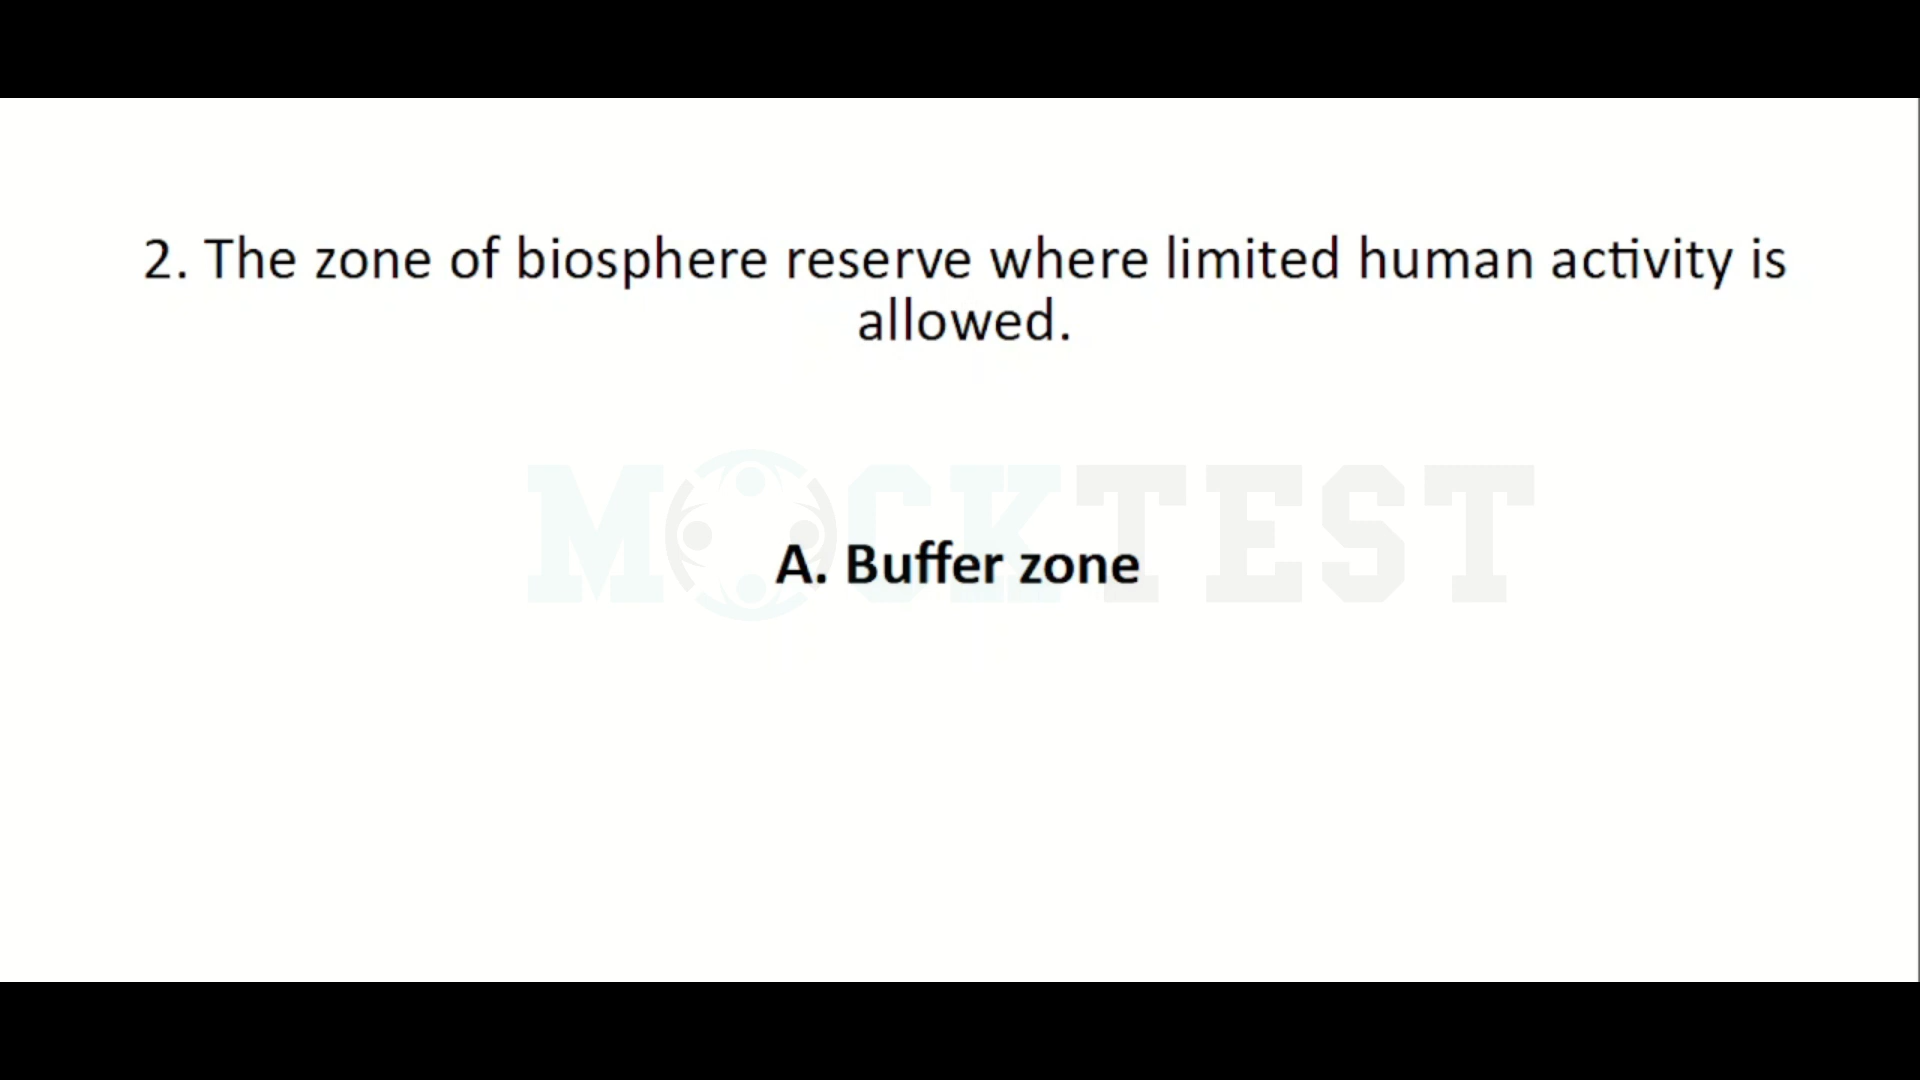 2. The zone of biosphere reserve where limited human activity is
allowed.
MOCKTEST
A. Buffer zone